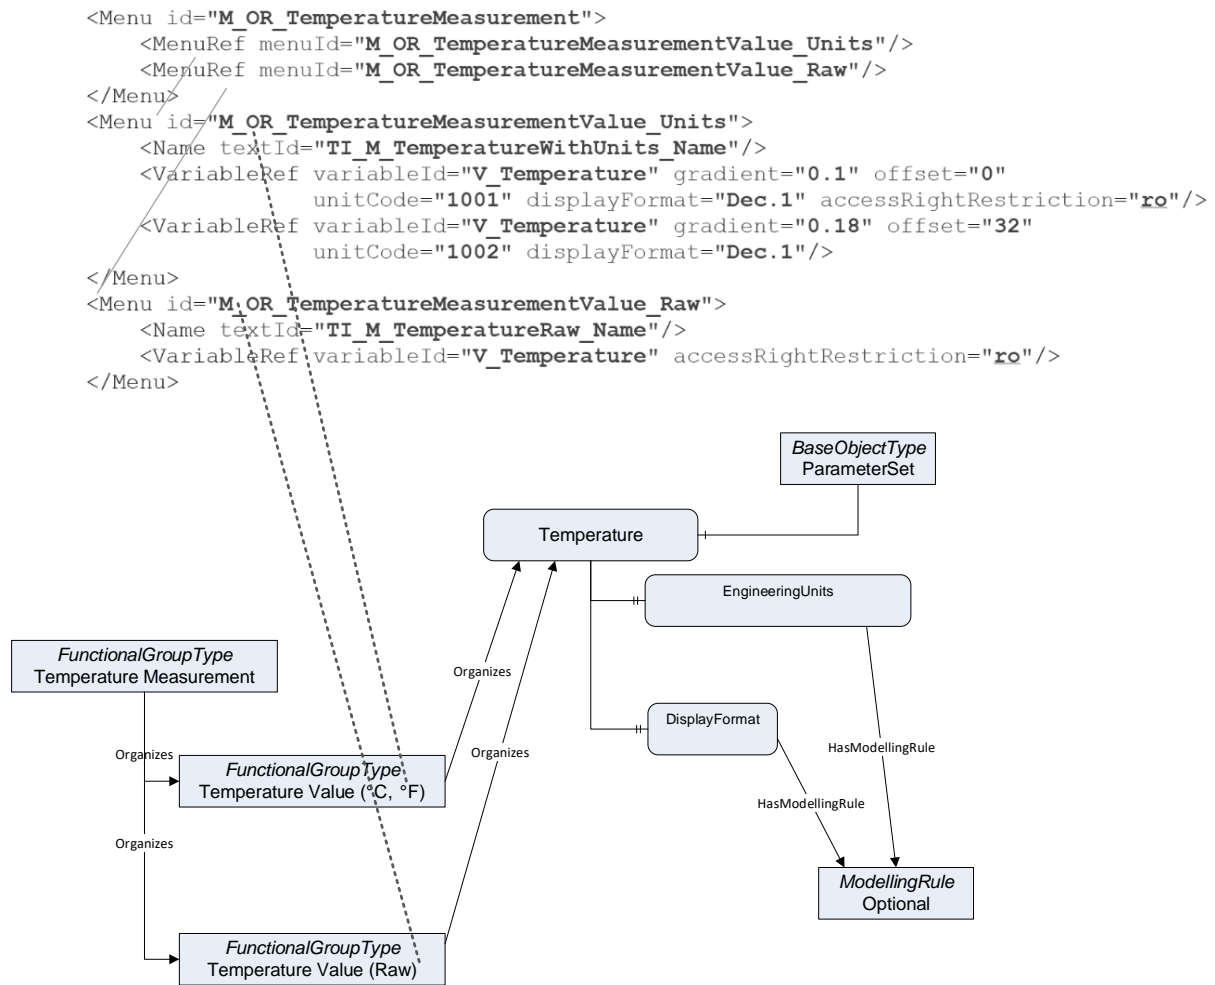 <Menu id="M_OR_TemperatureMeasurement">
<MenuRef menuId="M_OR_TemperatureMeasurementValue_Units"/>
<MenuRef menuId="M_OR_TemperatureMeasurementValue_Raw"/>
</Menu>
<Menu id="M_OR_TemperatureMeasurementValue_Units">
<Name textId="TI_M_TemperatureWithUnits_Name"/>
<VariableRef variableId="V_Temperature" gradient="0.1" offset="0"
unitCode="1001" displayFormat="Dec.1" accessRightRestriction="ro"/>
<VariableRef variableId="V_Temperature" gradient="0.18" offset="32"
unitCode="1002" displayFormat="Dec.1"/>
</Menu>
<Menu id="M_OR_TemperatureMeasurementValue_Raw">
<Name textId="TI_M_TemperatureRaw_Name"/>
<VariableRef variableId="V_Temperature" accessRightRestriction="ro"/>
</Menu>
BaseObjectType
ParameterSet
Temperature
EngineeringUnits
FunctionalGroupType
Temperature Measurement
Organizes
DisplayFormat
Organizes
Organizes
HasModellingRule
FunctionalGroupType
Temperature Value (°C, °F)
HasModellingRule
Organizes
ModellingRule
Optional
FunctionalGroupType
Temperature Value (Raw)